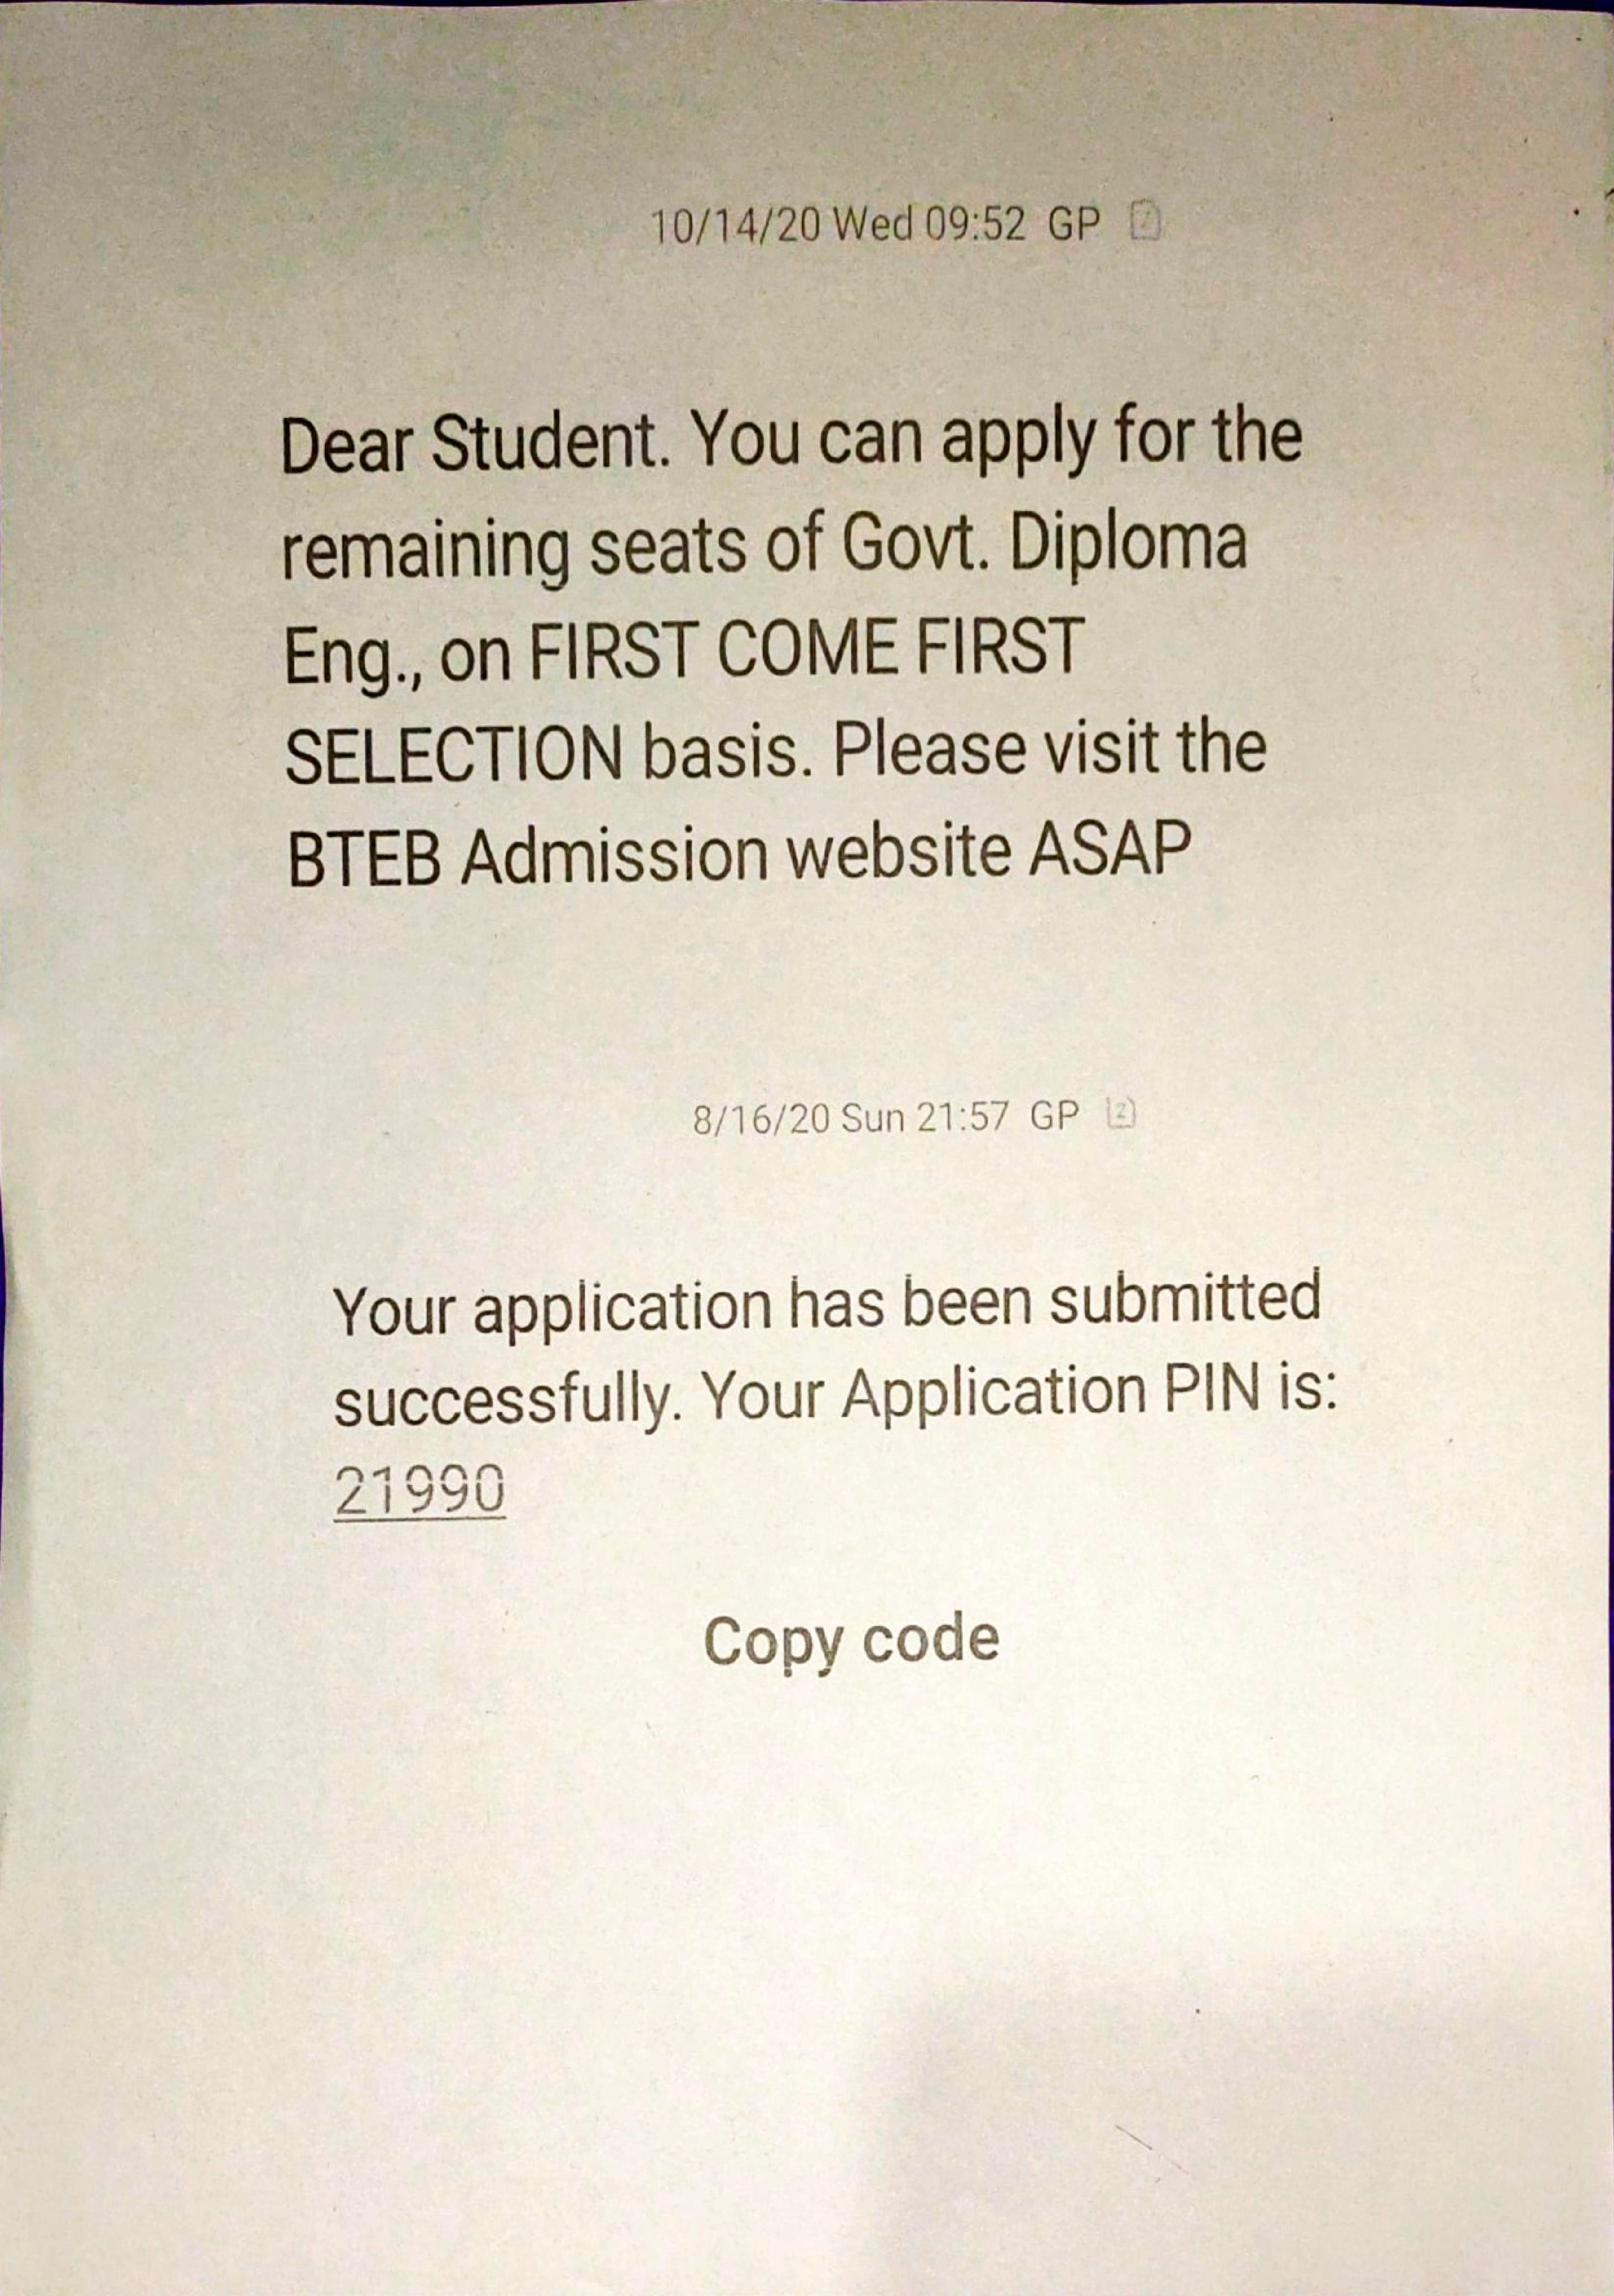 10/14/20 Wed 09:52 GP
Dear Student. You can apply for the
remaining seats of Govt. Diploma
Eng., on FIRST COME FIRST
SELECTION basis. Please visit the
BTEB Admission website ASAP
8/16/20 Sun 21:57 GP 2
Your application has been submitted
successfully. Your Application PIN is:
21990
Copy code